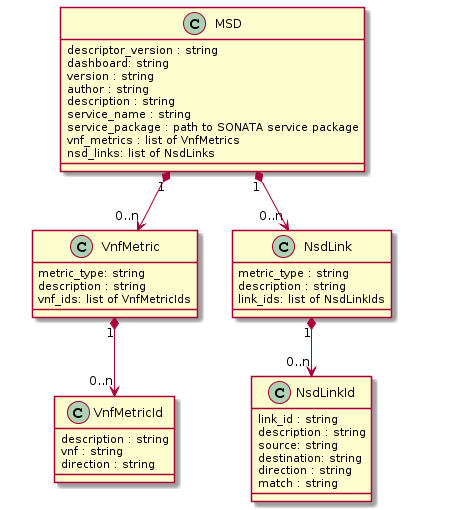 C MSD
descriptor_version : string
dashboard: string
version : string
author : string
description : string
service_name : string
service_package : path to SONATA service package
vnf_metrics : list of VnfMetrics
nsd_links: list of NsdLinks
1 1
0..n 0..n
C VnfMetric
metric_type: string
description : string
vnf_ids: list of VnfMetricIds
C NsdLink
metric_type : string
description : string
link_ids: list of NsdLinkIds
1 1
0..n 0..n
C VnfMetricId
description : string
vnf : string
direction : string
C NsdLinkId
link_id : string
description : string
source: string
destination: string
direction : string
match : string